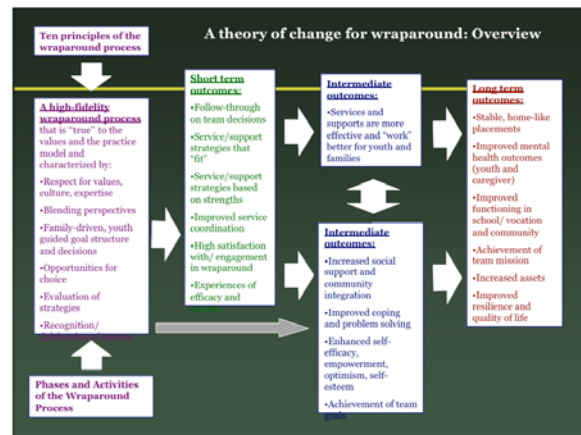 A theory of change for wraparound: Overview
Ten principles of the
wraparound process
A high-fidelity
wraparound process
that is "true" to the
values and the practice
model and
characterized by:
•Respect for values,
culture, expertise
•Blending perspectives
•Family-driven, youth
guided goal structure and
decisions
•Opportunities for
choice
•Evaluation of
strategies
•Recognition/
Phases and Activities
of the Wraparound
Process
Short term
outcomes:
•Follow-through
on team decisions
•Service/support
strategies that
"fit"
•Service/support
strategies based on
strengths
•Improved service
coordination
•High satisfaction
with/ engagement in
wraparound
•Experiences of
efficacy and
Intermediate
outcomes:
•Services and
supports are more
effective and "work"
better for youth and
families
Intermediate
outcomes:
•Increased social
support and
community
integration
•Improved coping and
problem solving
•Enhanced self-
efficacy,
empowerment,
optimism, self-
esteem
•Achievement of team
goals
Long term
outcomes:
•Stable, home-like
placements
•Improved mental
health outcomes
(youth and
caregiver)
•Improved
functioning in
school/ vocation
and community
•Achievement of
team mission
•Increased assets
•Improved
resilience and
quality of life